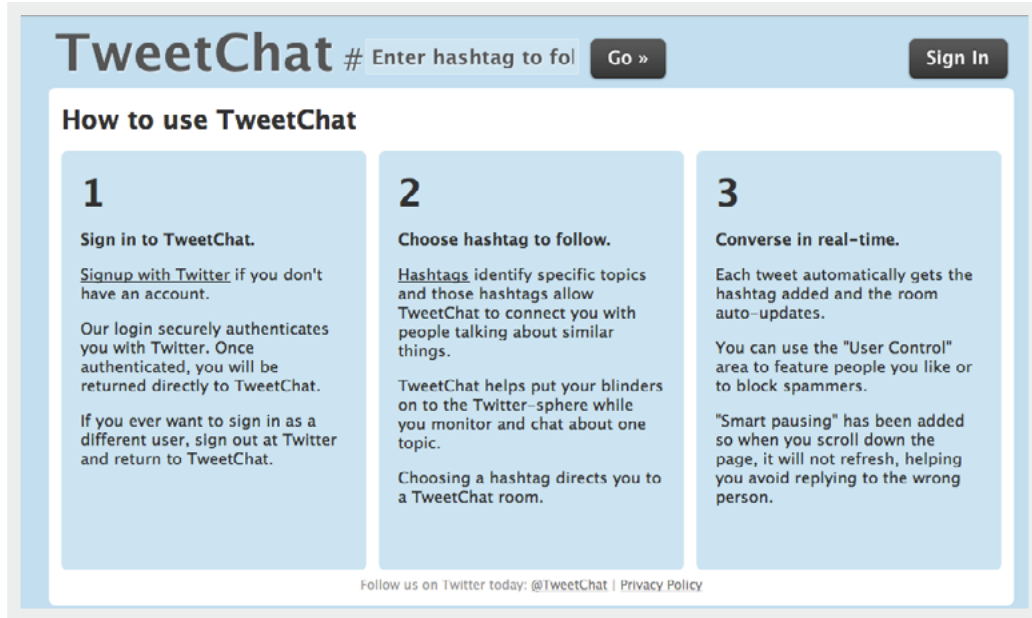 TweetChat # Enter hashtag to fol Go » Sign In
How to use TweetChat
1
Sign in to TweetChat.
Signup with Twitter if you don't
have an account.
Our login securely authenticates
you with Twitter. Once
authenticated, you will be
returned directly to TweetChat.
If you ever want to sign in as a
different user, sign out at Twitter
and return to TweetChat.
2
Choose hashtag to follow.
Hashtags identify specific topics
and those hashtags allow
TweetChat to connect you with
people talking about similar
things.
TweetChat helps put your blinders
on to the Twitter-sphere while
you monitor and chat about one
topic.
Choosing a hashtag directs you to
a TweetChat room.
3
Converse in real-time.
Each tweet automatically gets the
hashtag added and the room
auto-updates.
You can use the "User Control"
area to feature people you like or
to block spammers.
"Smart pausing" has been added
so when you scroll down the
page, it will not refresh, helping
you avoid replying to the wrong
person.
Follow us on Twitter today: @TweetChat | Privacy Policy